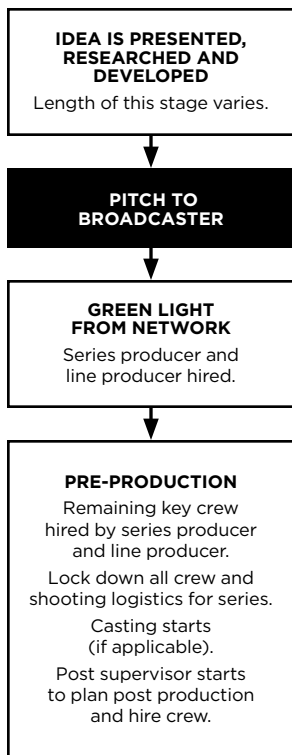 IDEA IS PRESENTED,
RESEARCHED AND
DEVELOPED
Length of this stage varies.
PITCH TO
BROADCASTER
GREEN LIGHT
FROM NETWORK
Series producer and
line producer hired.
PRE-PRODUCTION
Remaining key crew
hired by series producer
and line producer.
Lock down all crew and
shooting logistics for series.
Casting starts
(if applicable).
Post supervisor starts
to plan post production
and hire crew.